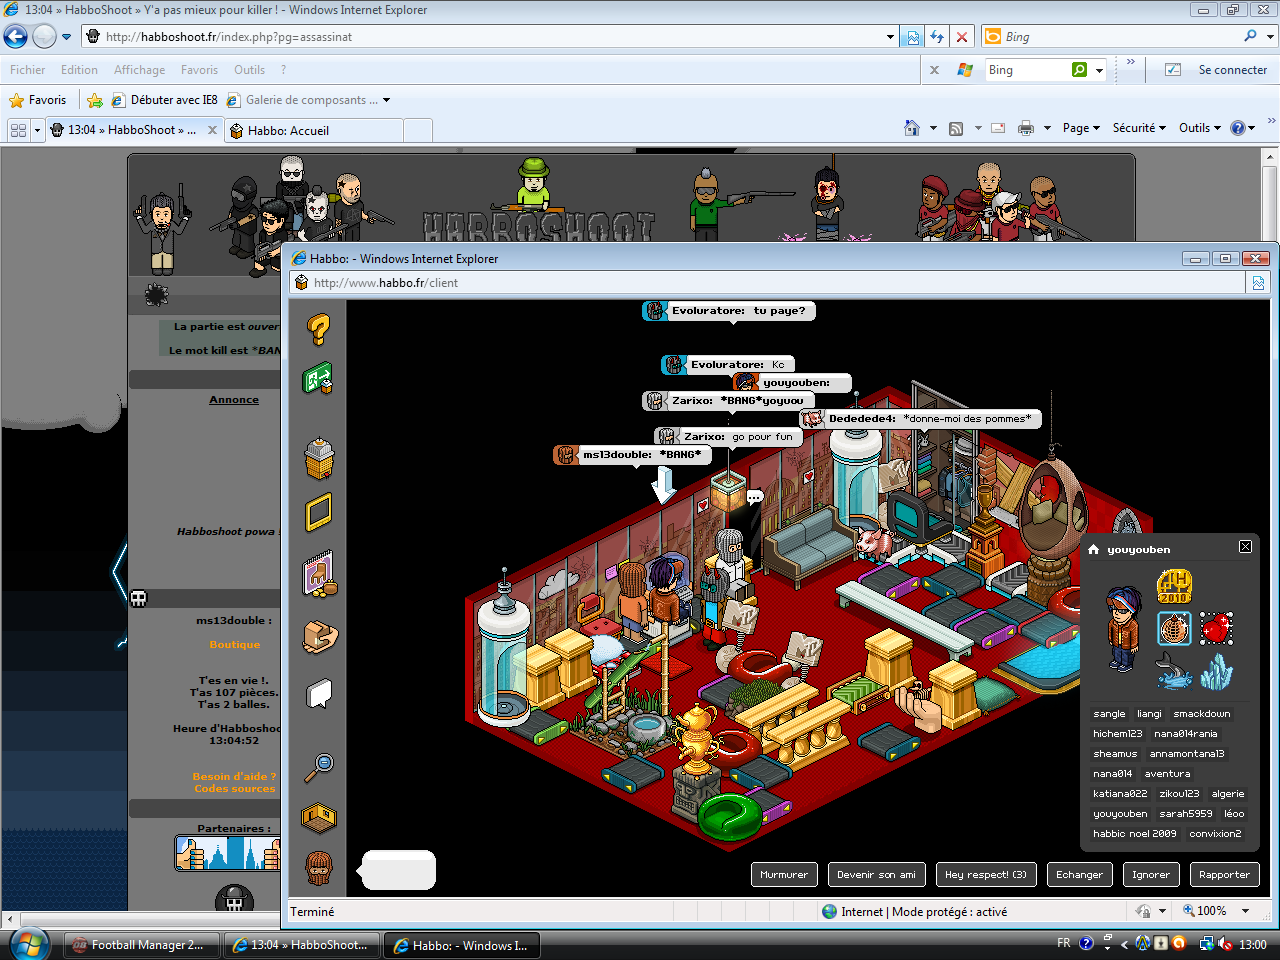 13:04 » HabboShoot » Y'a pas mieux pour killer ! - Windows Internet Explorer
http://habboshoot.fr/index.php?pg=assassinat
Bing
Fichier Edition Affichage Favoris Outils ?
Bing
Se connecter
Favoris
Débuter avec IE8
Galerie de composants ...
13:04 » HabboShoot » ...
Habbo: Accueil
Page
Sécurité
Outils
HABBOSHOOT
La partie est ouver
Le mot kill est *BAN
Annonce
Habboshoot powa !
ms13double :
Boutique
T'es en vie !.
T'as 107 pièces.
T'as 2 balles.
Heure d'Habboshoo
13:04:52
Besoin d'aide ?
Codes sources
Partenaires :
Habbo: - Windows Internet Explorer
http://www.habbo.fr/client
Evoluratore: tu paye?
Evoluratore: Kc
youyouben:
Zarixo: *BANG*yoyuou
Dededede4: *donne-moi des pommes*
Zarixo: go pour fun
ms13double: *BANG*
MTV
MTV
MTV
youyouben
H
2010
sangle liangi smackdown
hichem123 nana014rania
sheamus annamontana13
nana014 aventura
katiana022 zikou123 algerie
youyouben sarah5959 léoo
habbic noel 2009 convixion2
Murmurer
Devenir son ami
Hey respect! (3)
Echanger
Ignorer
Rapporter
Terminé
Internet | Mode protégé : activé
100%
Football Manager 2...
13:04 » HabboShoot...
Habbo: - Windows I...
FR
13:00